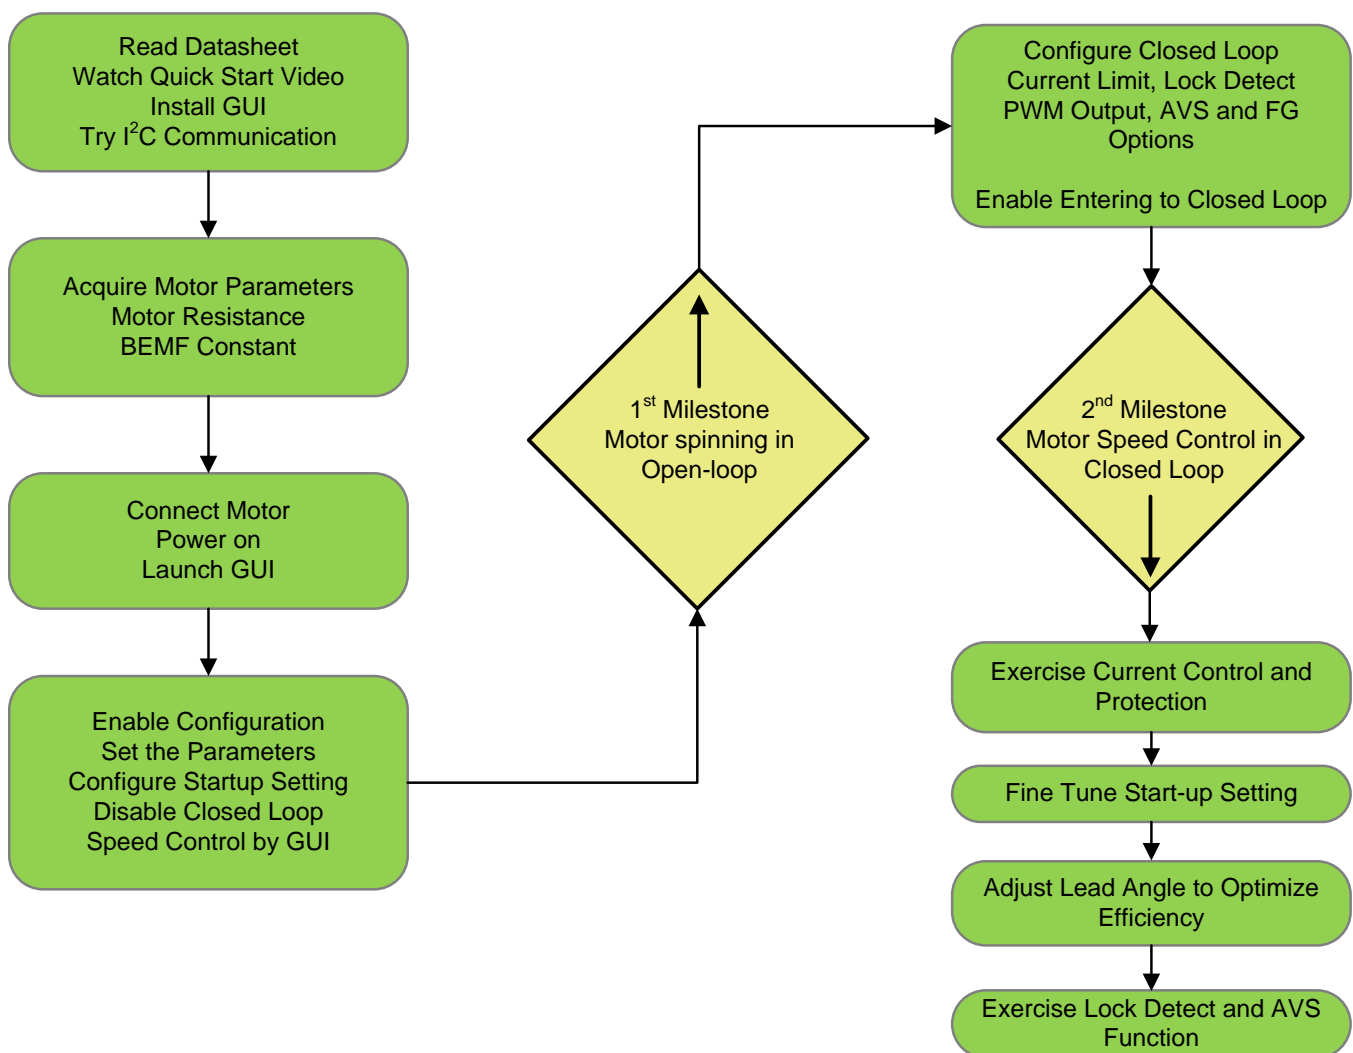 Read Datasheet
Watch Quick Start Video
Install GUI
Try I²C Communication
Acquire Motor Parameters
Motor Resistance
BEMF Constant
Connect Motor
Power on
Launch GUI
Enable Configuration
Set the Parameters
Configure Startup Setting
Disable Closed Loop
Speed Control by GUI
1st Milestone
Motor spinning in
Open-loop
Configure Closed Loop
Current Limit, Lock Detect
PWM Output, AVS and FG
Options
Enable Entering to Closed Loop
2nd Milestone
Motor Speed Control in
Closed Loop
Exercise Current Control and
Protection
Fine Tune Start-up Setting
Adjust Lead Angle to Optimize
Efficiency
Exercise Lock Detect and AVS
Function